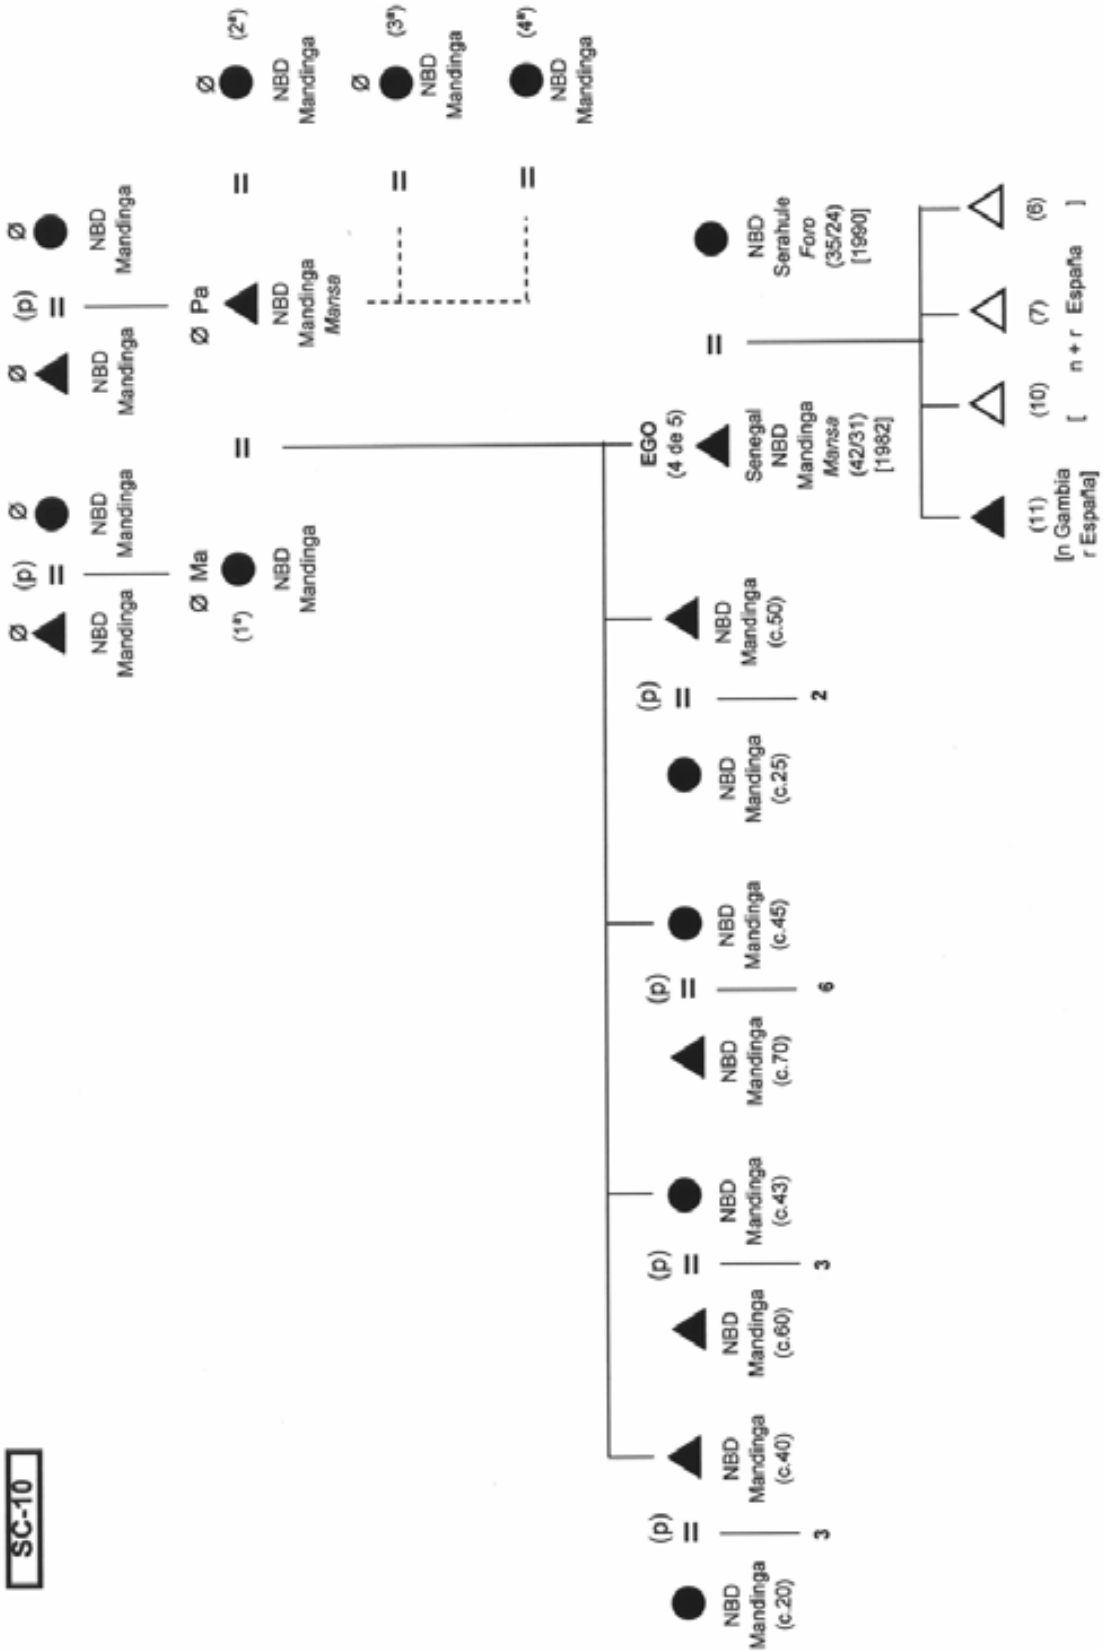 SC-10
Ø (p) Ø Ø (p) Ø
= =
NBD NBD NBD NBD
Mandinga Mandinga Mandinga Mandinga
Ø Ma Ø Pa Ø
(1ª) = = (2ª)
NBD NBD NBD
Mandinga Mandinga Mandinga
Mansa
Ø
= (3ª)
NBD
Mandinga
= (4ª)
NBD
Mandinga
EGO
(4 de 5)
(p) (p) (p) (p)
= = = = =
NBD NBD NBD NBD NBD NBD NBD NBD Senegal NBD
Mandinga Mandinga Mandinga Mandinga Mandinga Mandinga Mandinga Mandinga NBD Serahule
(c.20) (c.40) (c.60) (c.43) (c.70) (c.45) (c.25) (c.50) Mandinga Foro
Mansa (35/24)
(42/31) [1990]
[1982]
3 3 6 2
(11) (10) (7) (6)
[n Gambia [ n + r España ]
r España]